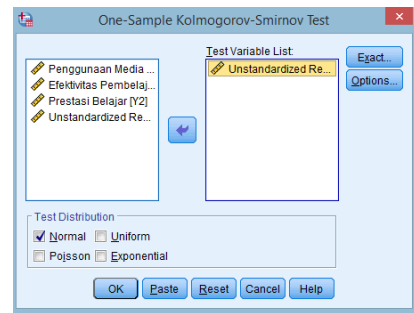 One-Sample Kolmogorov-Smirnov Test
Penggunaan Media ...
Efektivitas Pembelaj...
Prestasi Belajar [Y2]
Unstandardized Re...
Test Variable List:
Unstandardized Re...
Exact...
Options...
Test Distribution
Normal Uniform
Poisson Exponential
OK Paste Reset Cancel Help